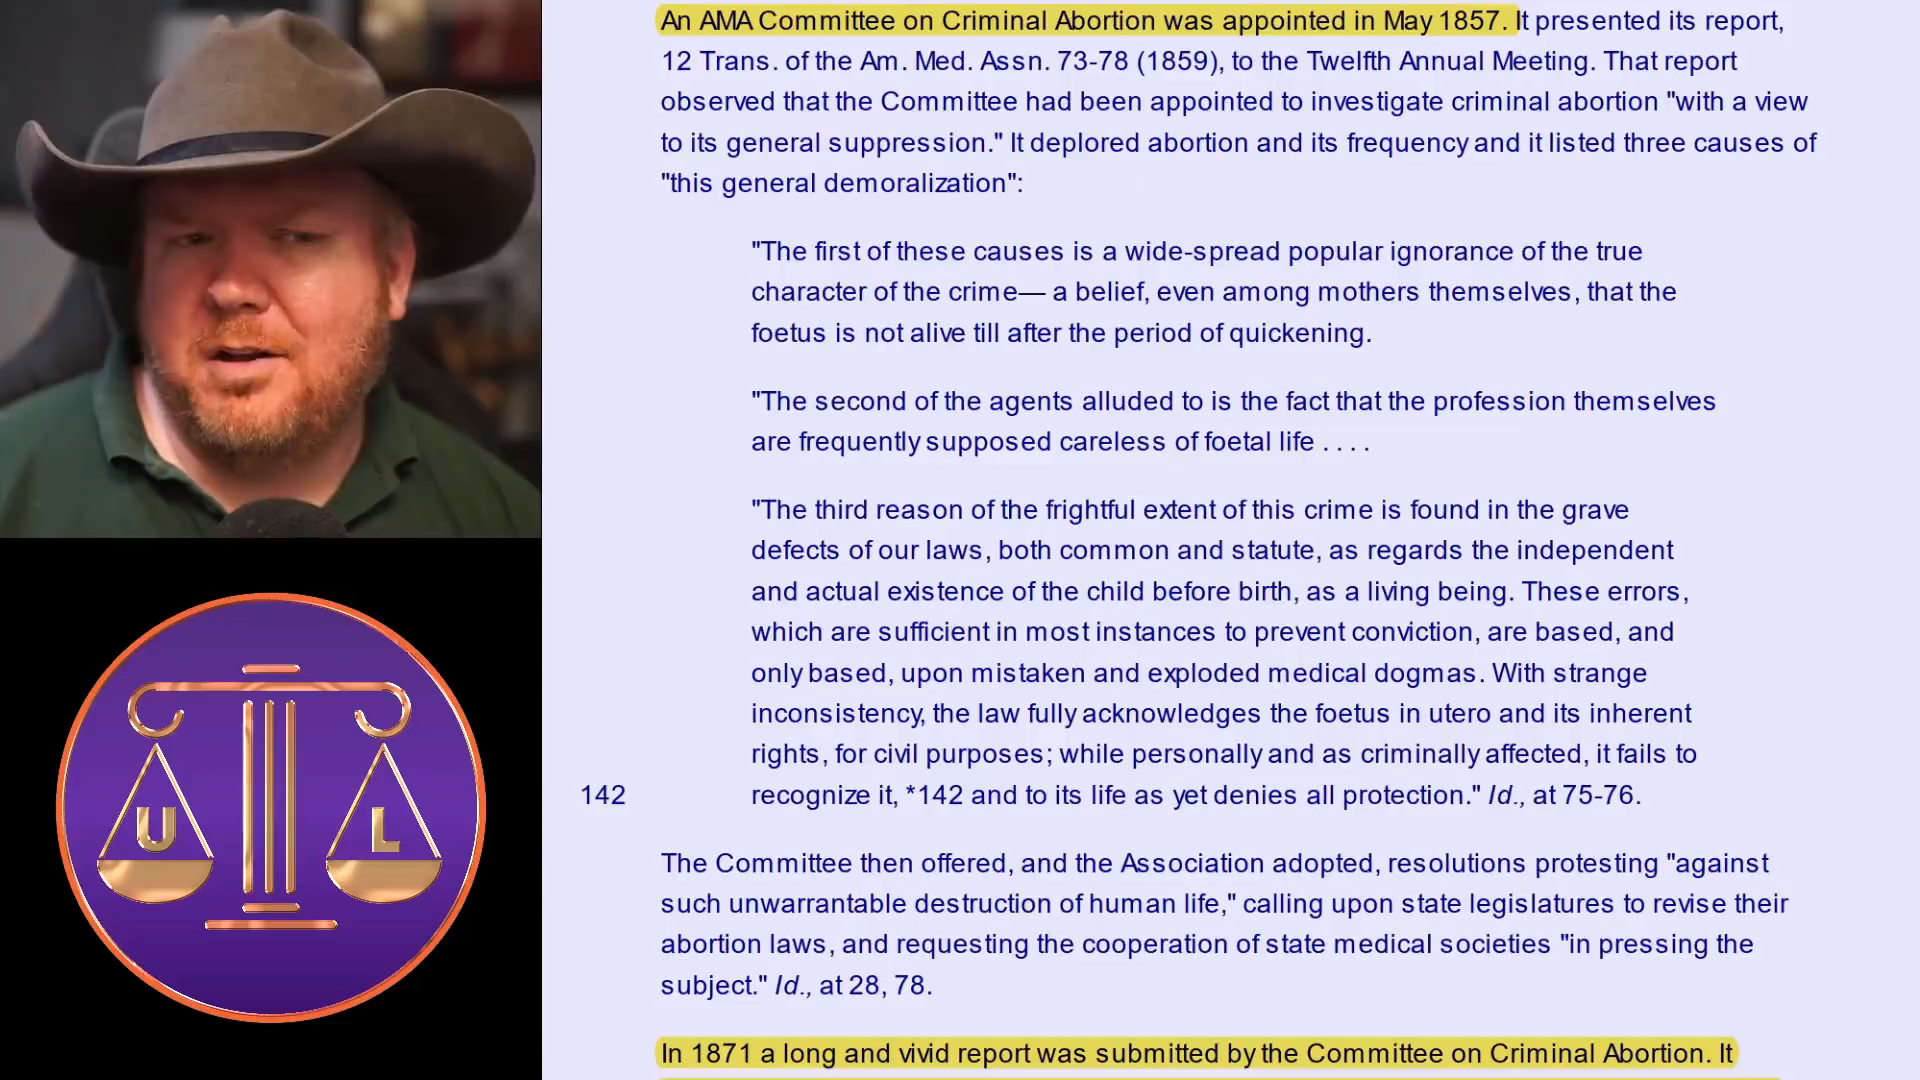 An AMA Committee on Criminal Abortion was appointed in May 1857. It presented its report,
12 Trans. of the Am. Med. Assn. 73-78 (1859), to the Twelfth Annual Meeting. That report
observed that the Committee had been appointed to investigate criminal abortion "with a view
to its general suppression." It deplored abortion and its frequency and it listed three causes of
"this general demoralization":
"The first of these causes is a wide-spread popular ignorance of the true
character of the crime— a belief, even among mothers themselves, that the
foetus is not alive till after the period of quickening.
"The second of the agents alluded to is the fact that the profession themselves
are frequently supposed careless of foetal life . . . .
"The third reason of the frightful extent of this crime is found in the grave
defects of our laws, both common and statute, as regards the independent
and actual existence of the child before birth, as a living being. These errors,
which are sufficient in most instances to prevent conviction, are based, and
only based, upon mistaken and exploded medical dogmas. With strange
inconsistency, the law fully acknowledges the foetus in utero and its inherent
rights, for civil purposes; while personally and as criminally affected, it fails to
142 recognize it, *142 and to its life as yet denies all protection." Id., at 75-76.
The Committee then offered, and the Association adopted, resolutions protesting "against
such unwarrantable destruction of human life," calling upon state legislatures to revise their
abortion laws, and requesting the cooperation of state medical societies "in pressing the
subject." Id., at 28, 78.
In 1871 a long and vivid report was submitted by the Committee on Criminal Abortion. It
U L